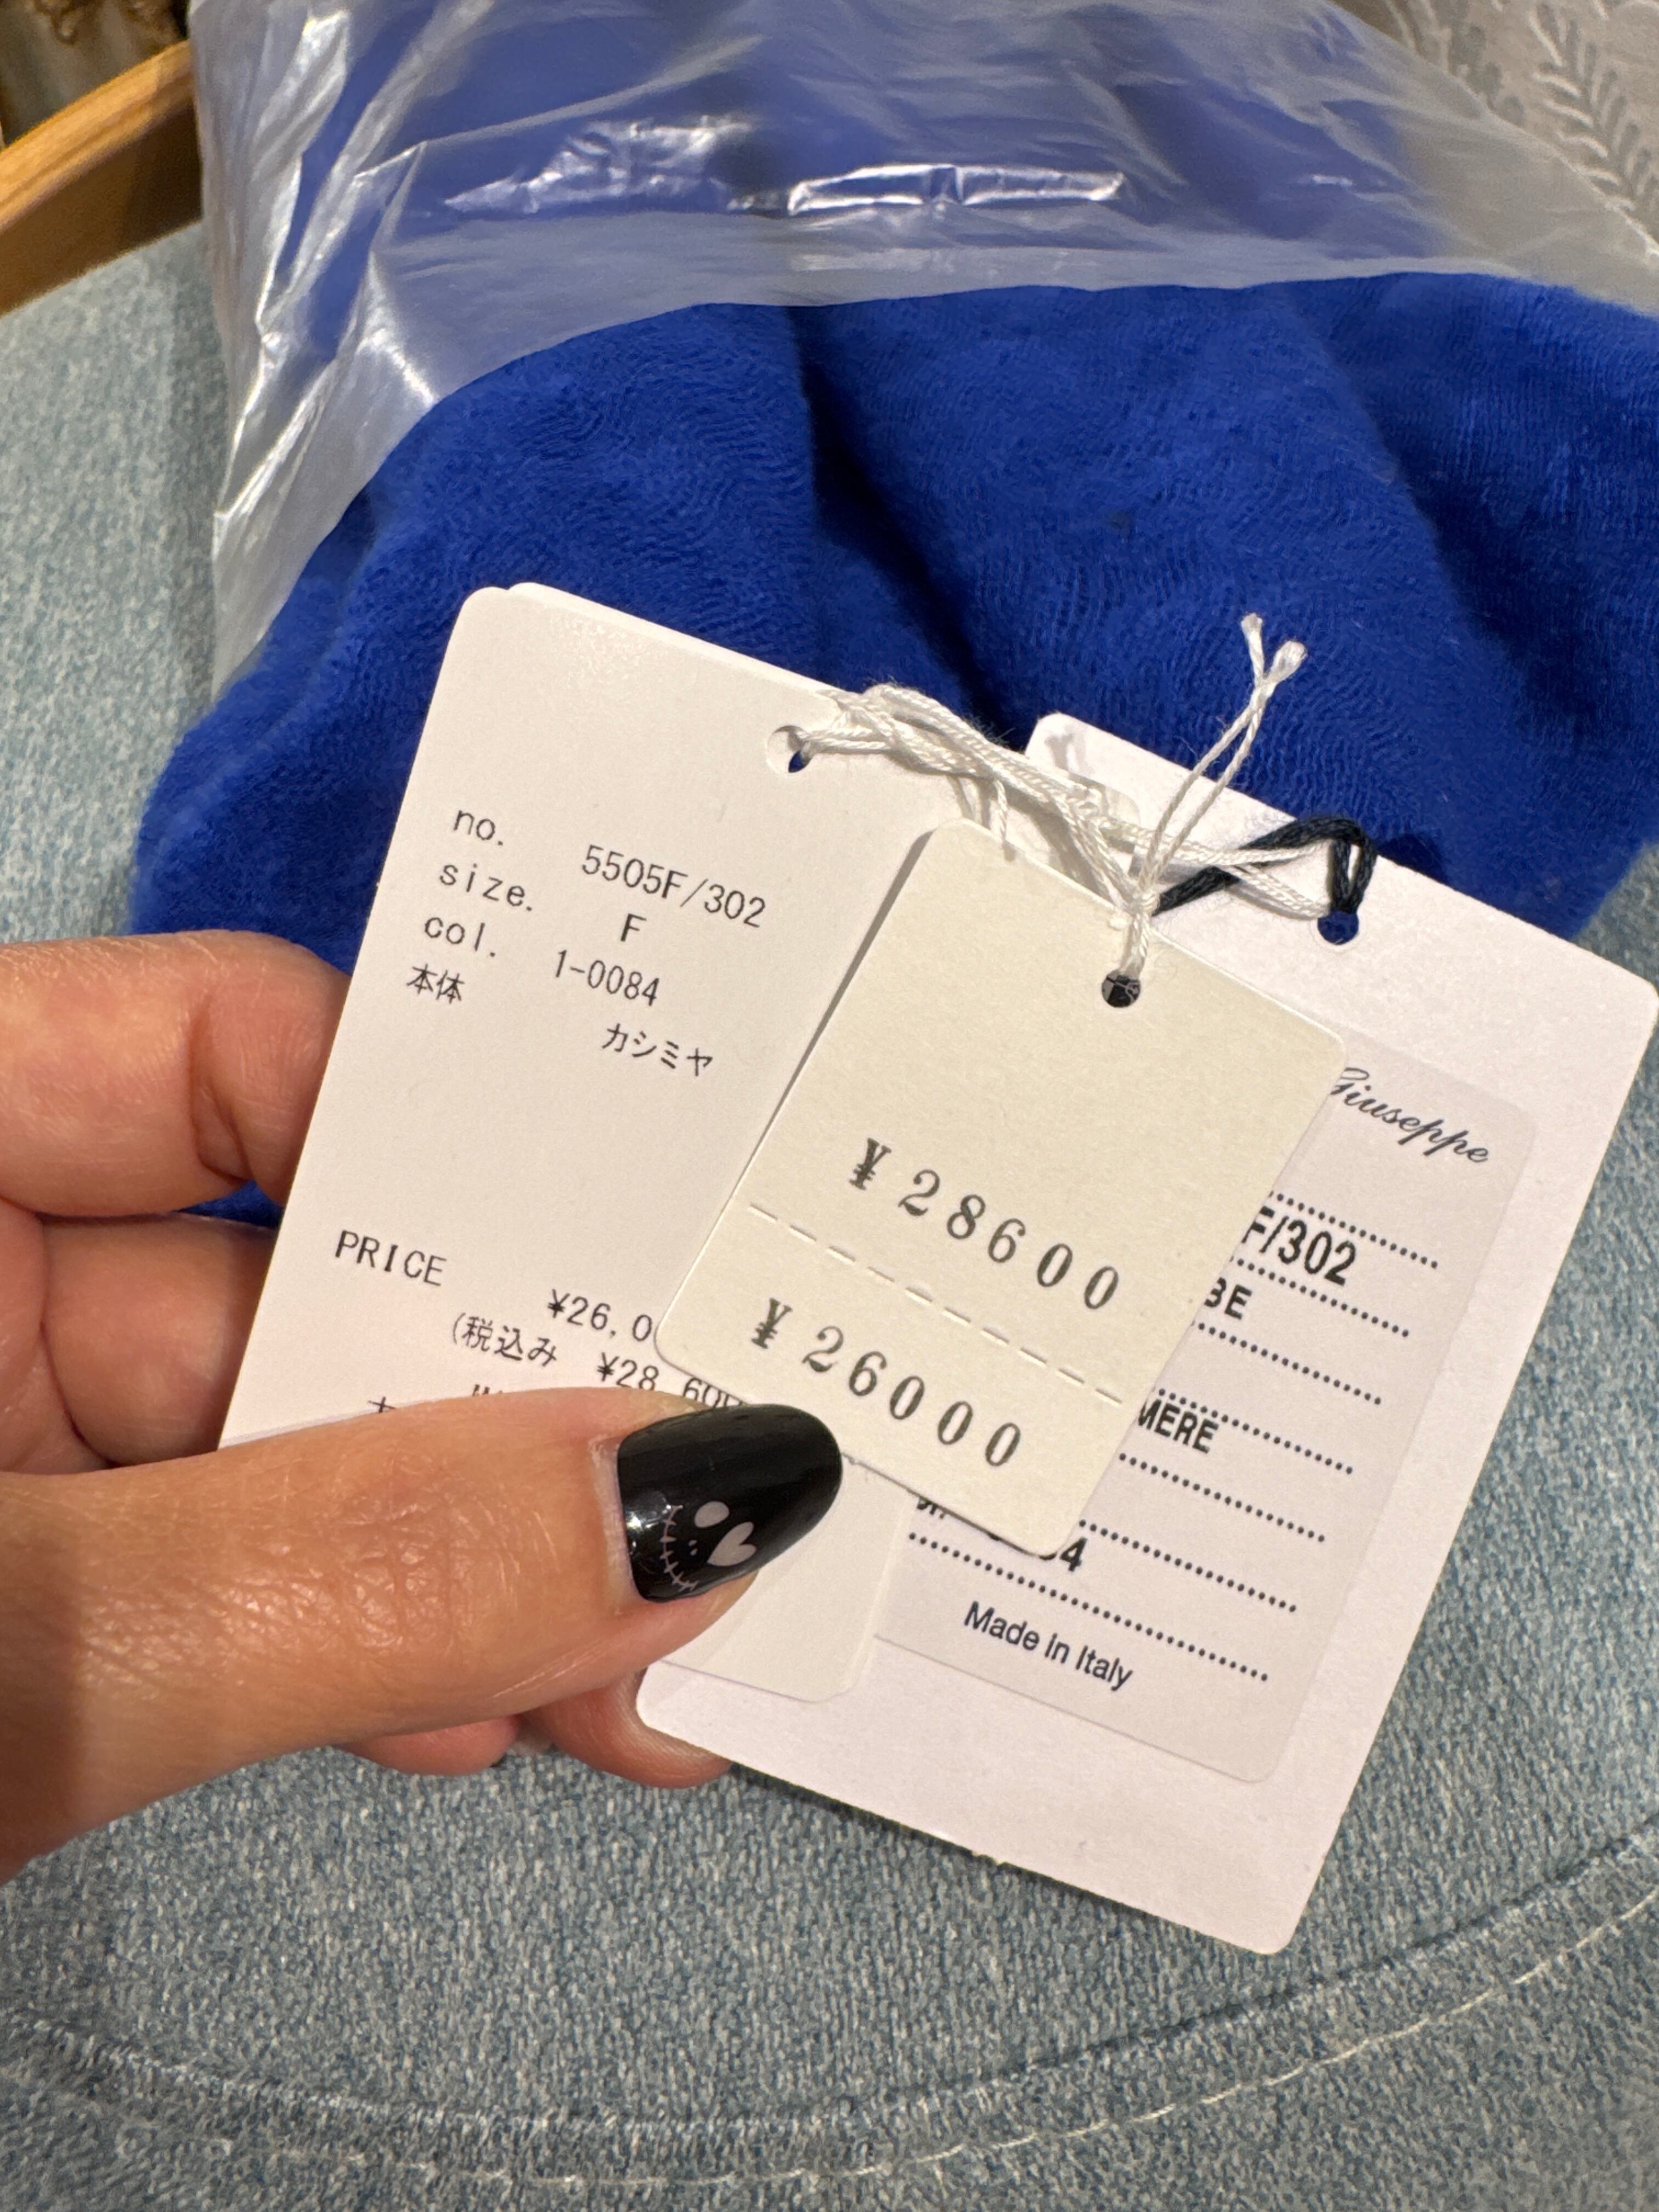 no. 5505F/302
size. F
col. 1-0084
本体
カシミヤ
PRICE
¥26,0
(税込み ¥28,600
¥28600
¥26000
Giuseppe
F/302
BE
MERE
Made in Italy